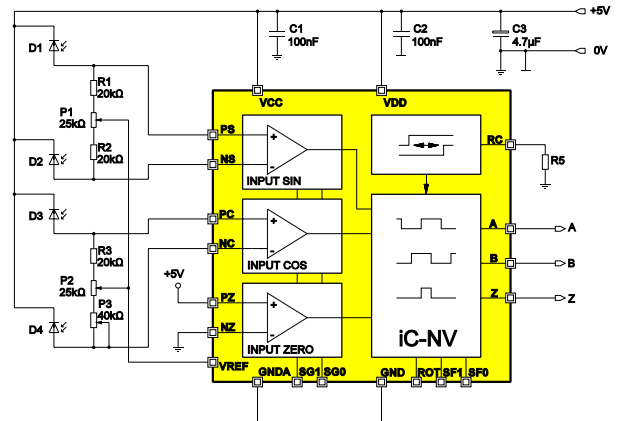 +5V
C1
100nF
C2
100nF
C3
4.7µF
0V
D1
R1
20kΩ
P1
25kΩ
R2
20kΩ
D2
D3
R3
20kΩ
P2
25kΩ
P3
40kΩ
D4
+5V
VCC
VDD
PS
NS
INPUT SIN
PC
NC
INPUT COS
PZ
NZ
INPUT ZERO
VREF
RC
R5
A
A
B
B
Z
Z
iC-NV
GNDA
SG1
SG0
GND
ROT
SF1
SF0